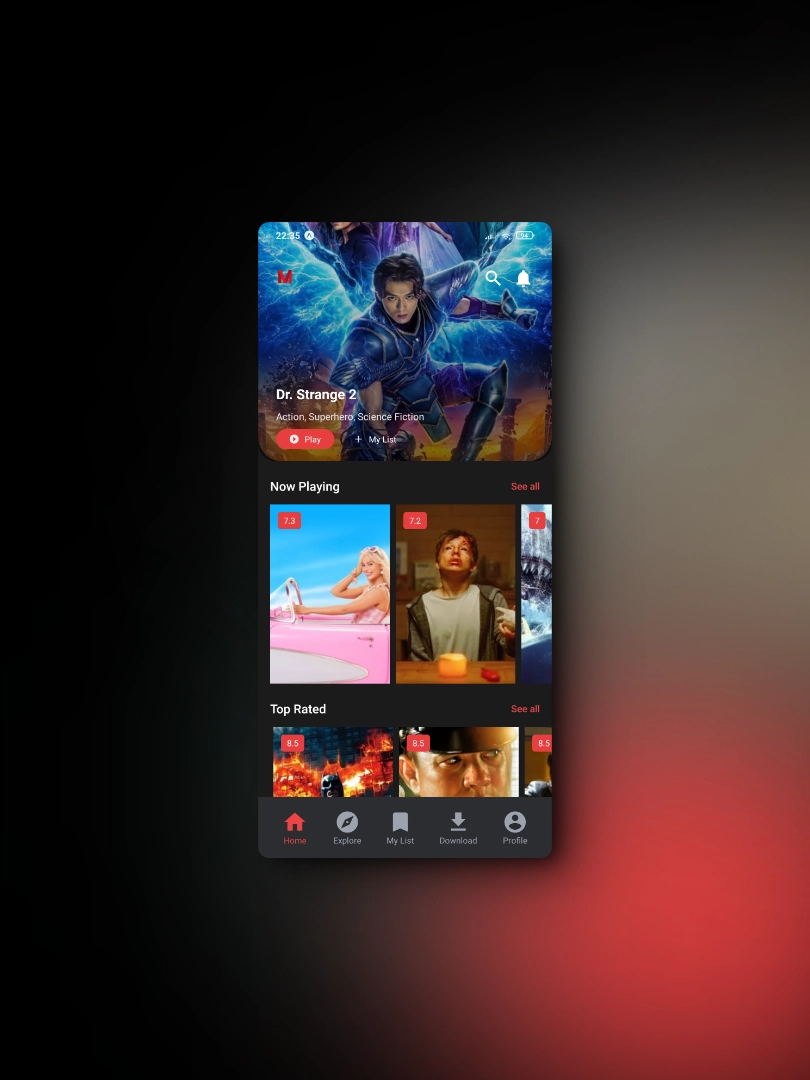 22:35
94
M
Dr. Strange 2
Action, Superhero, Science Fiction
Play
+ My List
Now Playing
See all
7.3
7.2
7
Top Rated
See all
8.5
8.5
8.5
Home
Explore
My List
Download
Profile